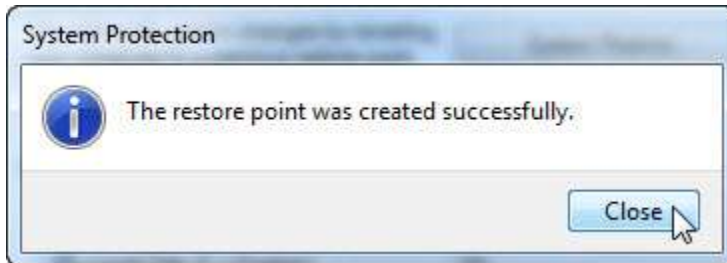 System Protection
The restore point was created successfully.
Close